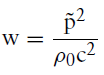 w = p̃² / ρ₀c²